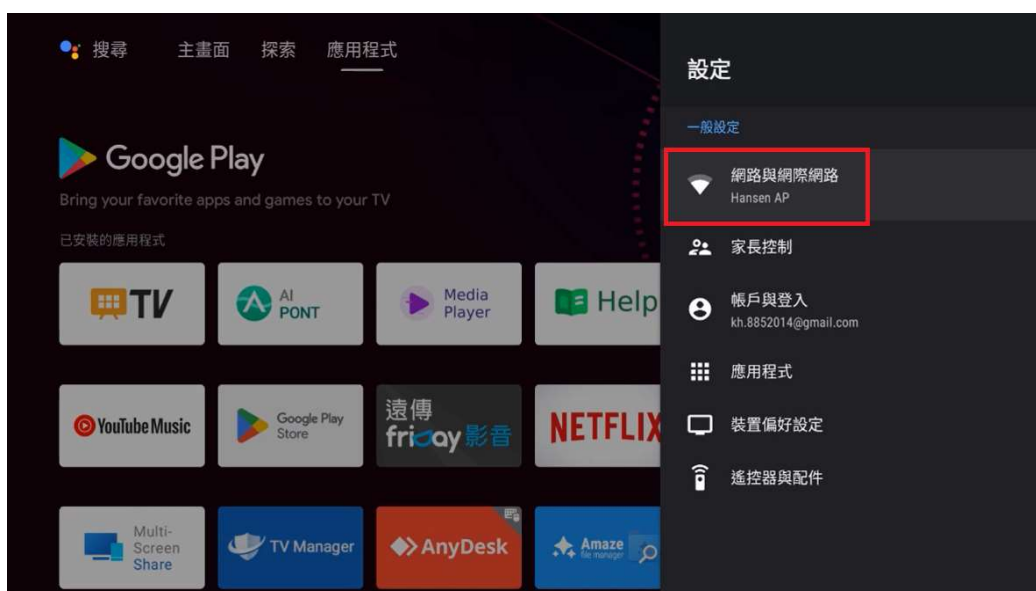 搜尋 主畫面 探索 應用程式
Google Play
Bring your favorite apps and games to your TV
已安裝的應用程式
TV
AI
PONT
Media
Player
Help
YouTube Music
Google Play
Store
遠傳
friday影音
NETFLIX
Multi-
Screen
Share
TV Manager
AnyDesk
Amaze
file manager
設定
一般設定
網路與網際網路
Hansen AP
家長控制
帳戶與登入
kh.8852014@gmail.com
應用程式
裝置偏好設定
遙控器與配件